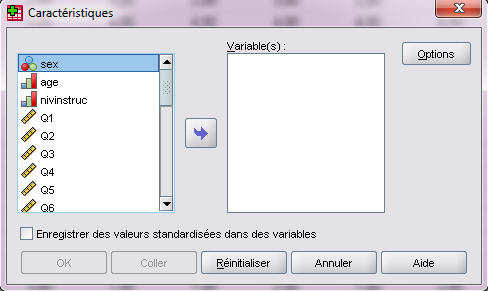 Caractéristiques
Variable(s) :
sex
age
nivinstruc
Q1
Q2
Q3
Q4
Q5
Q6
Options
Enregistrer des valeurs standardisées dans des variables
OK
Coller
Réinitialiser
Annuler
Aide